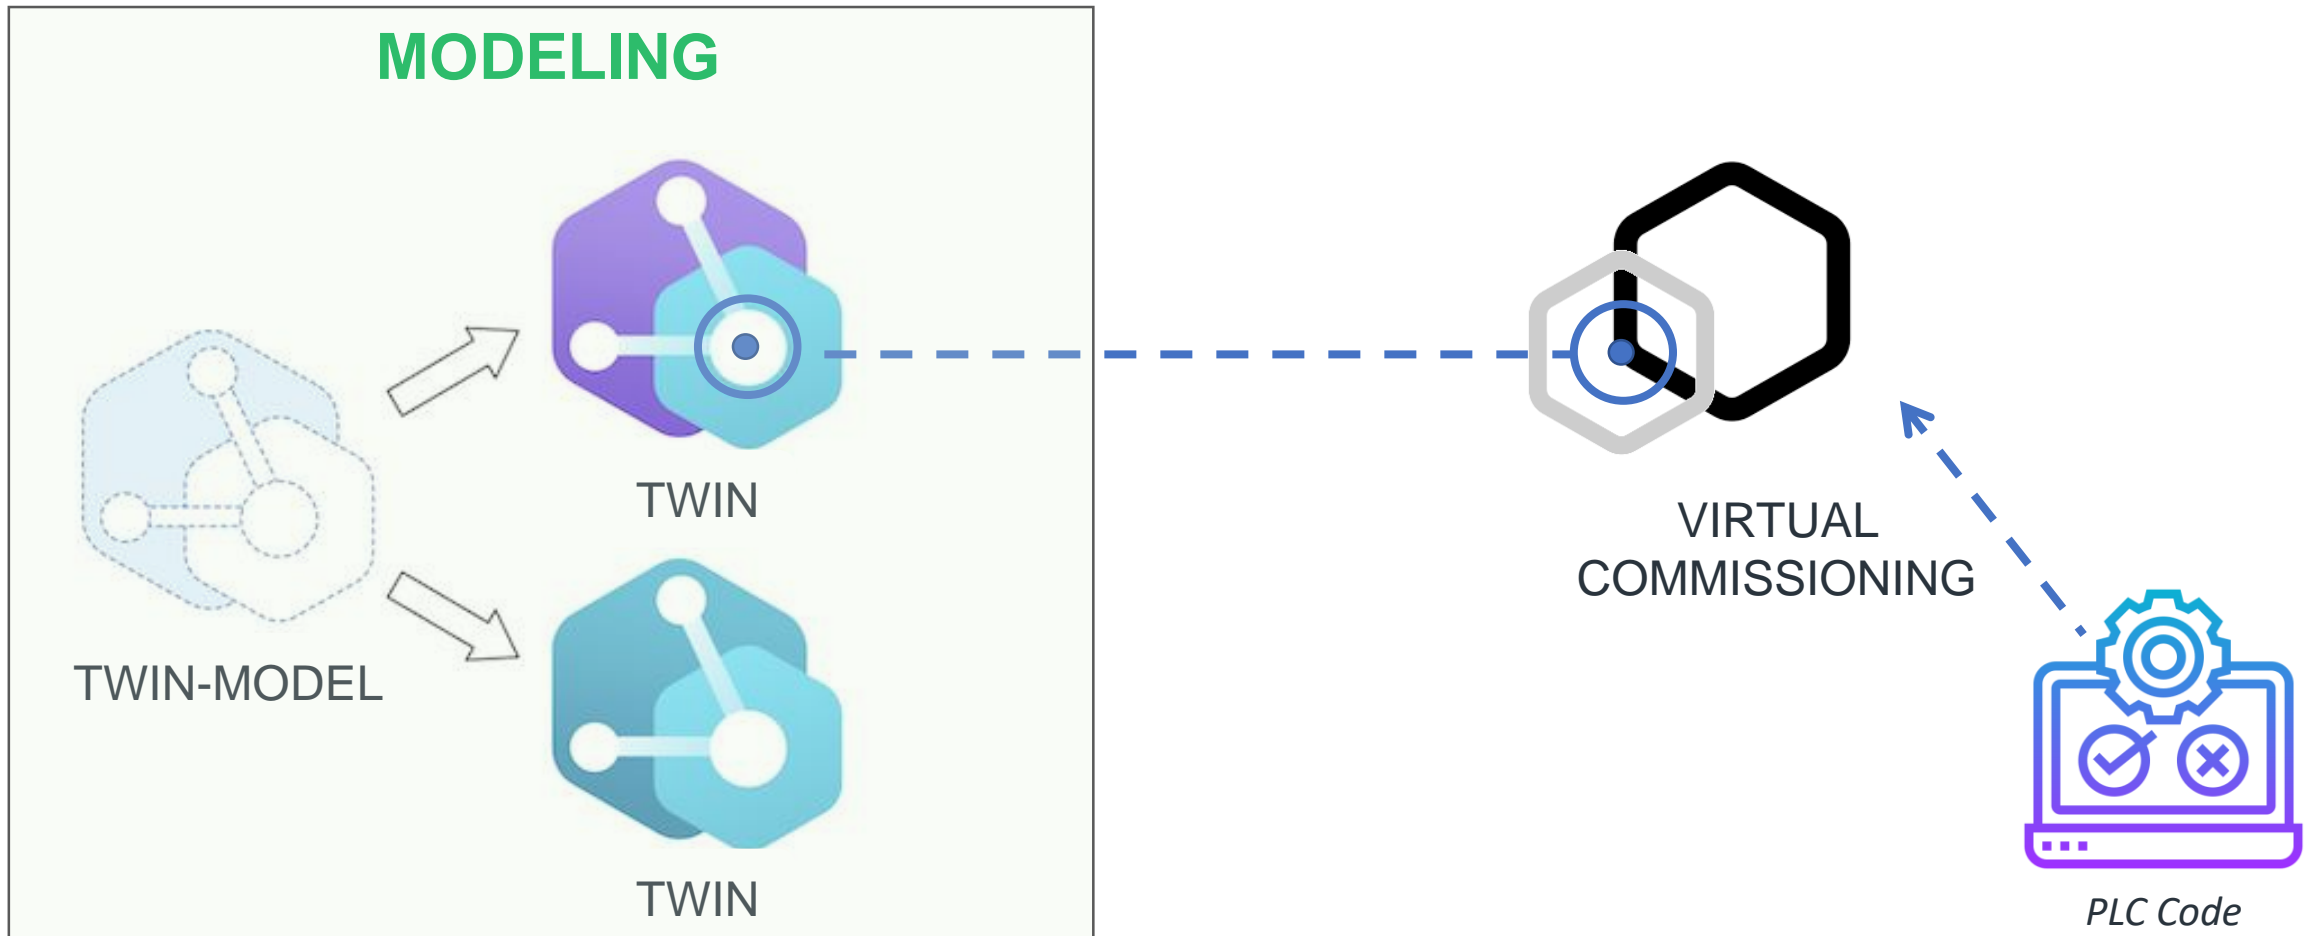 MODELING
TWIN
TWIN-MODEL
TWIN
VIRTUAL
COMMISSIONING
PLC Code